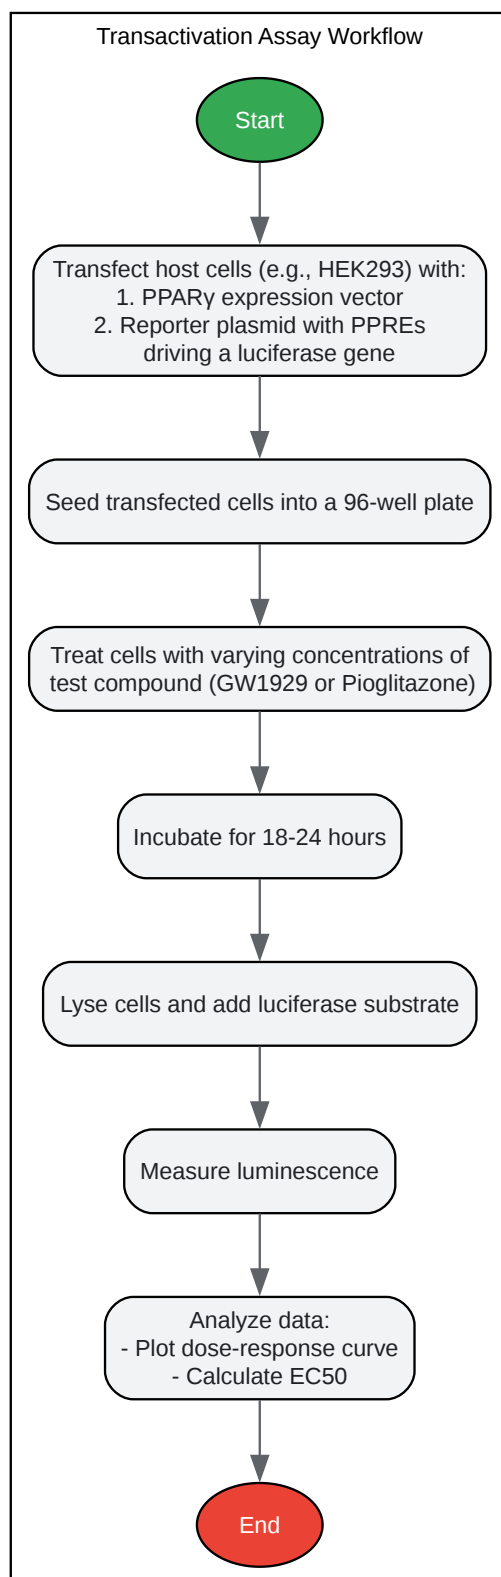 Transactivation Assay Workflow
Start
Transfect host cells (e.g., HEK293) with:
1. PPARγ expression vector
2. Reporter plasmid with PPREs
driving a luciferase gene
Seed transfected cells into a 96-well plate
Treat cells with varying concentrations of
test compound (GW1929 or Pioglitazone)
Incubate for 18-24 hours
Lyse cells and add luciferase substrate
Measure luminescence
Analyze data:
- Plot dose-response curve
- Calculate EC50
End